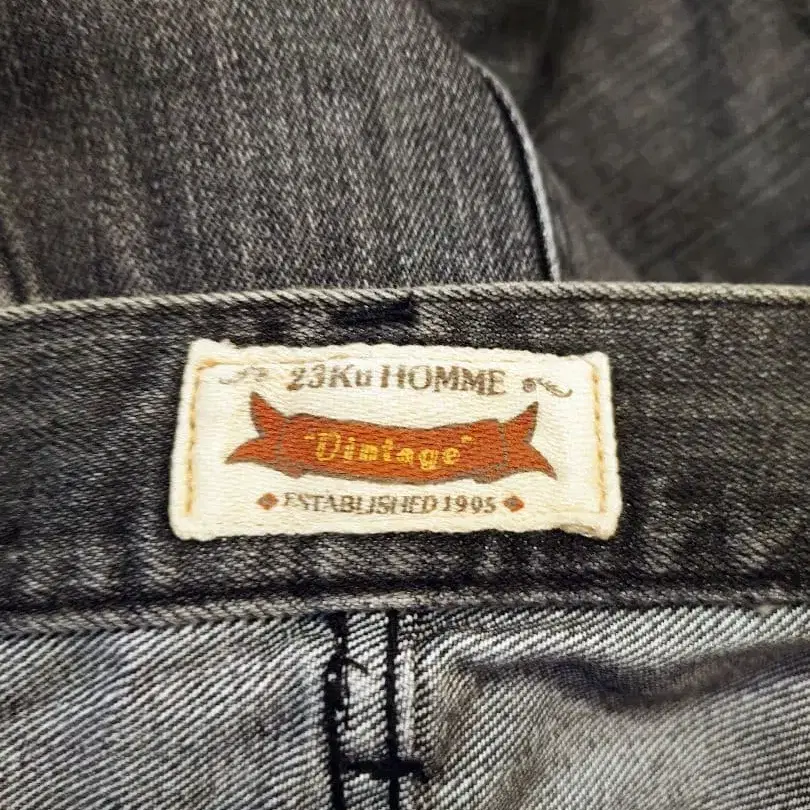 23Ku HOMME
"Vintage"
ESTABLISHED 1995